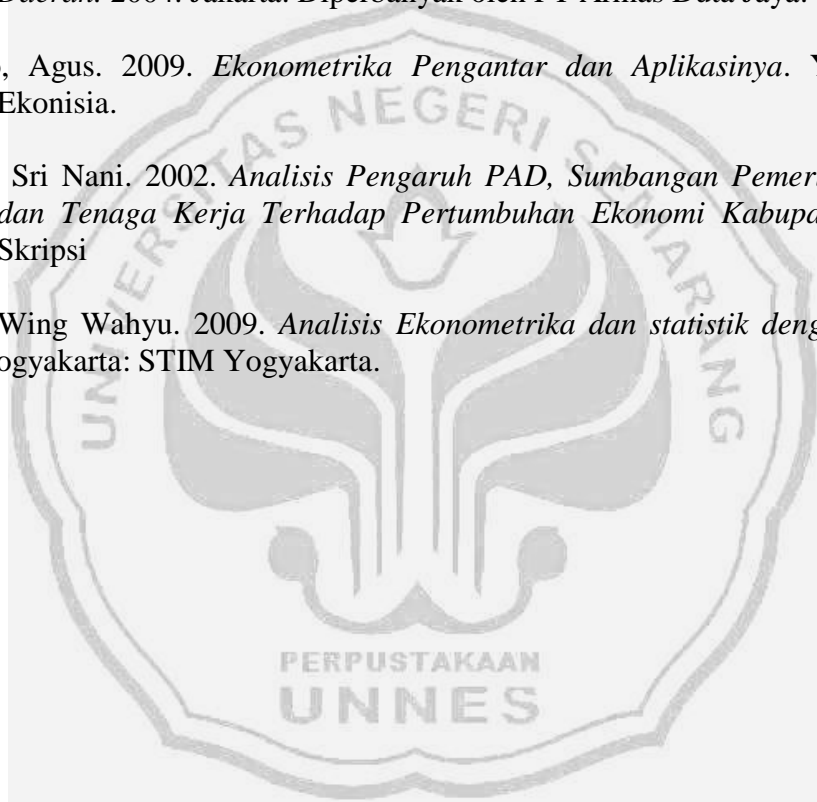 2004. Jakarta: Diperbanyak oleh PT Armas Duta Jaya.
, Agus. 2009. Ekonometrika Pengantar dan Aplikasinya. Y
Ekonisia.
Sri Nani. 2002. Analisis Pengaruh PAD, Sumbangan Pemer
dan Tenaga Kerja Terhadap Pertumbuhan Ekonomi Kabupa
Skripsi
Wing Wahyu. 2009. Analisis Ekonometrika dan statistik deng
ogyakarta: STIM Yogyakarta.
UNIVERSITAS NEGERI SEMARANG
PERPUSTAKAAN
UNNES